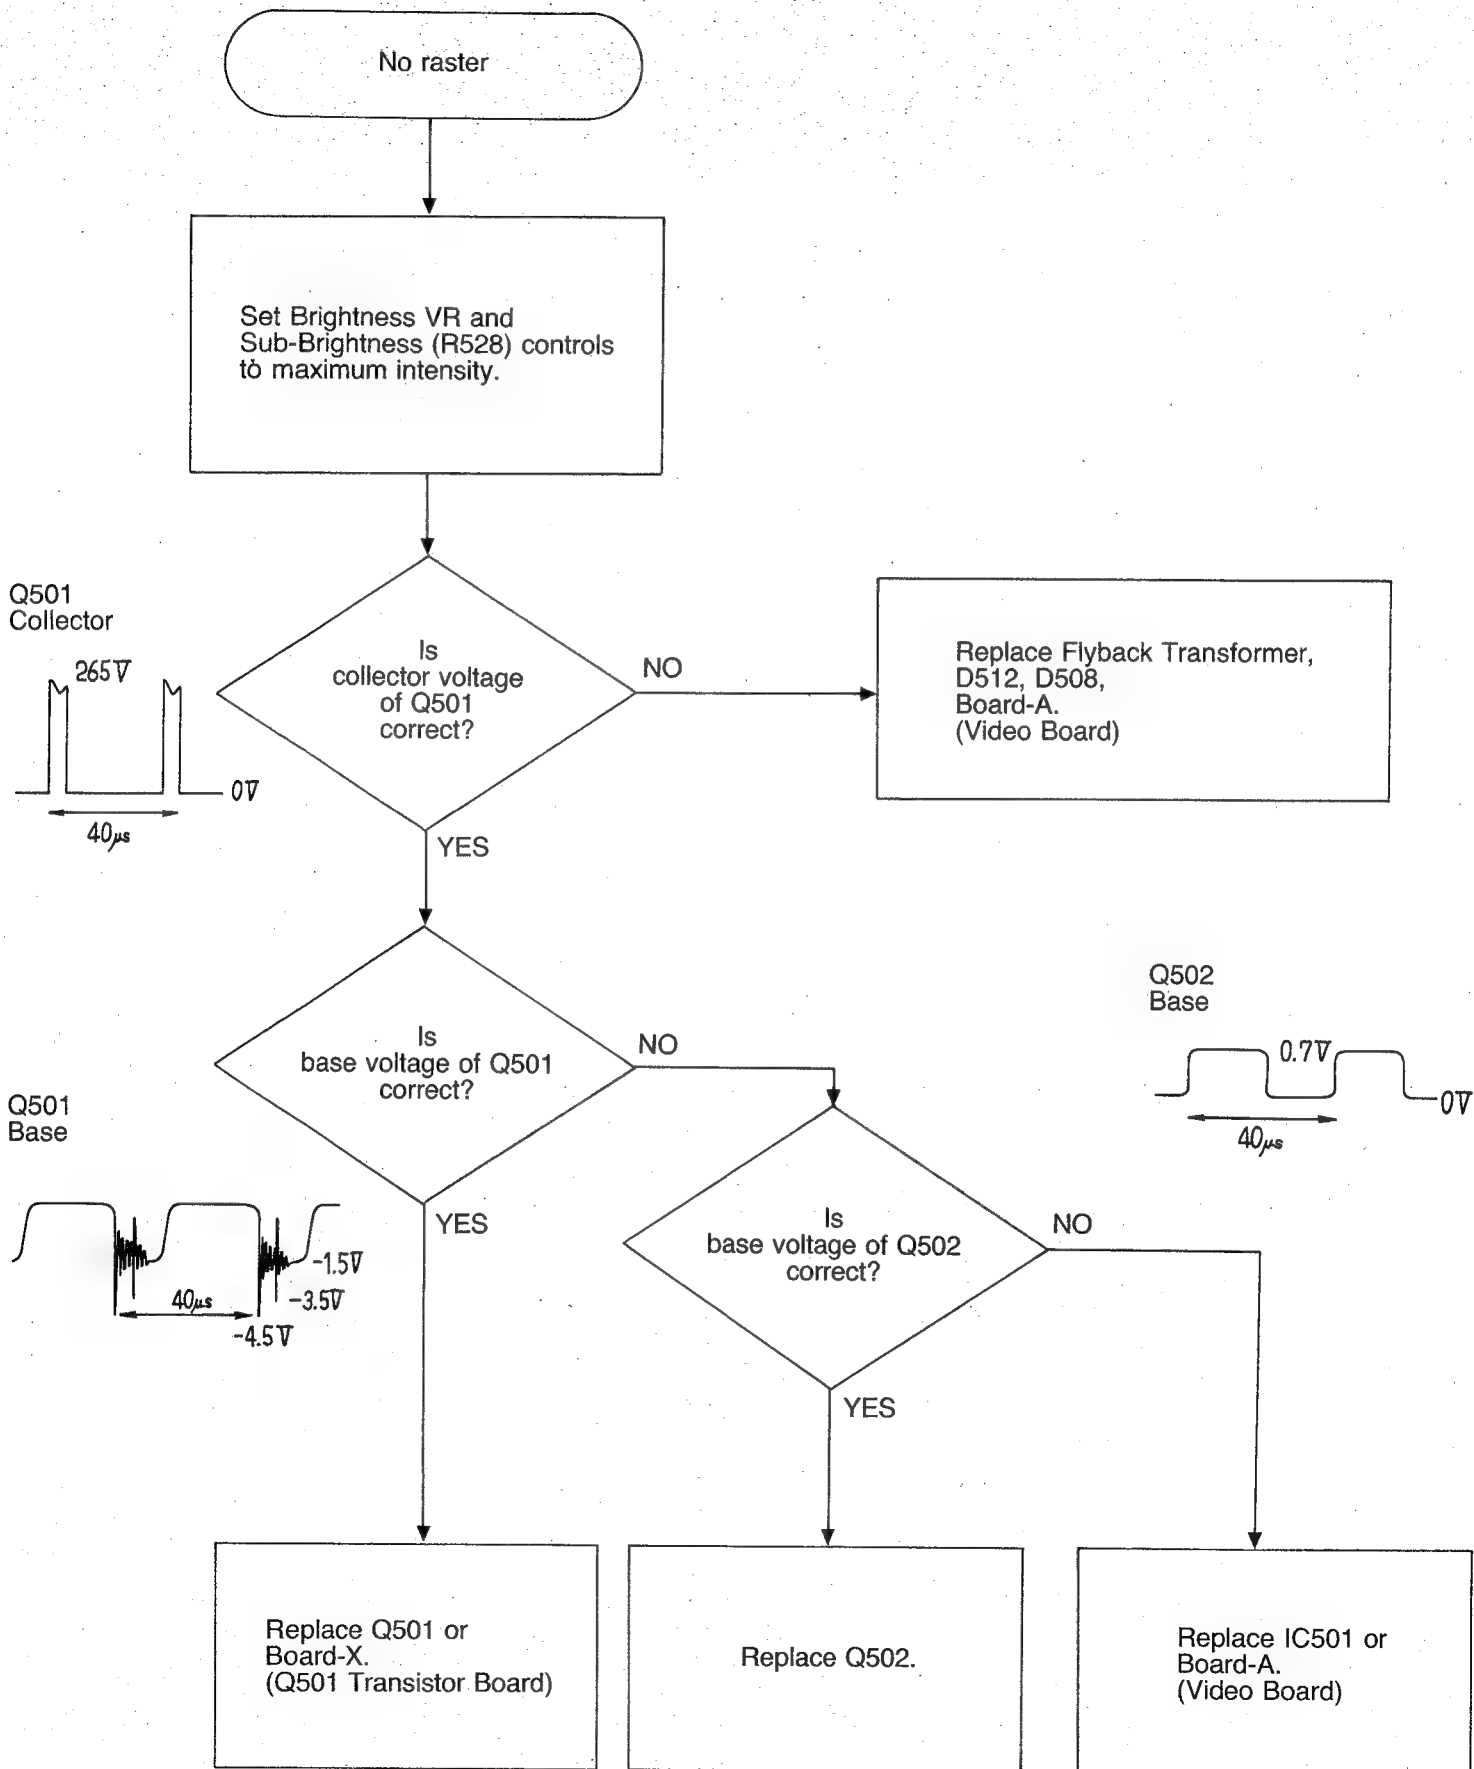 No raster
Set Brightness VR and
Sub-Brightness (R528) controls
to maximum intensity.
Q501
Collector
265V
0V
40μs
Is
collector voltage
of Q501
correct?
NO
Replace Flyback Transformer,
D512, D508,
Board-A.
(Video Board)
YES
Is
base voltage of Q501
correct?
NO
Q502
Base
0.7V
0V
40μs
Q501
Base
-1.5V
-3.5V
40μs
-4.5V
YES
Is
base voltage of Q502
correct?
NO
YES
Replace Q501 or
Board-X.
(Q501 Transistor Board)
Replace Q502.
Replace IC501 or
Board-A.
(Video Board)